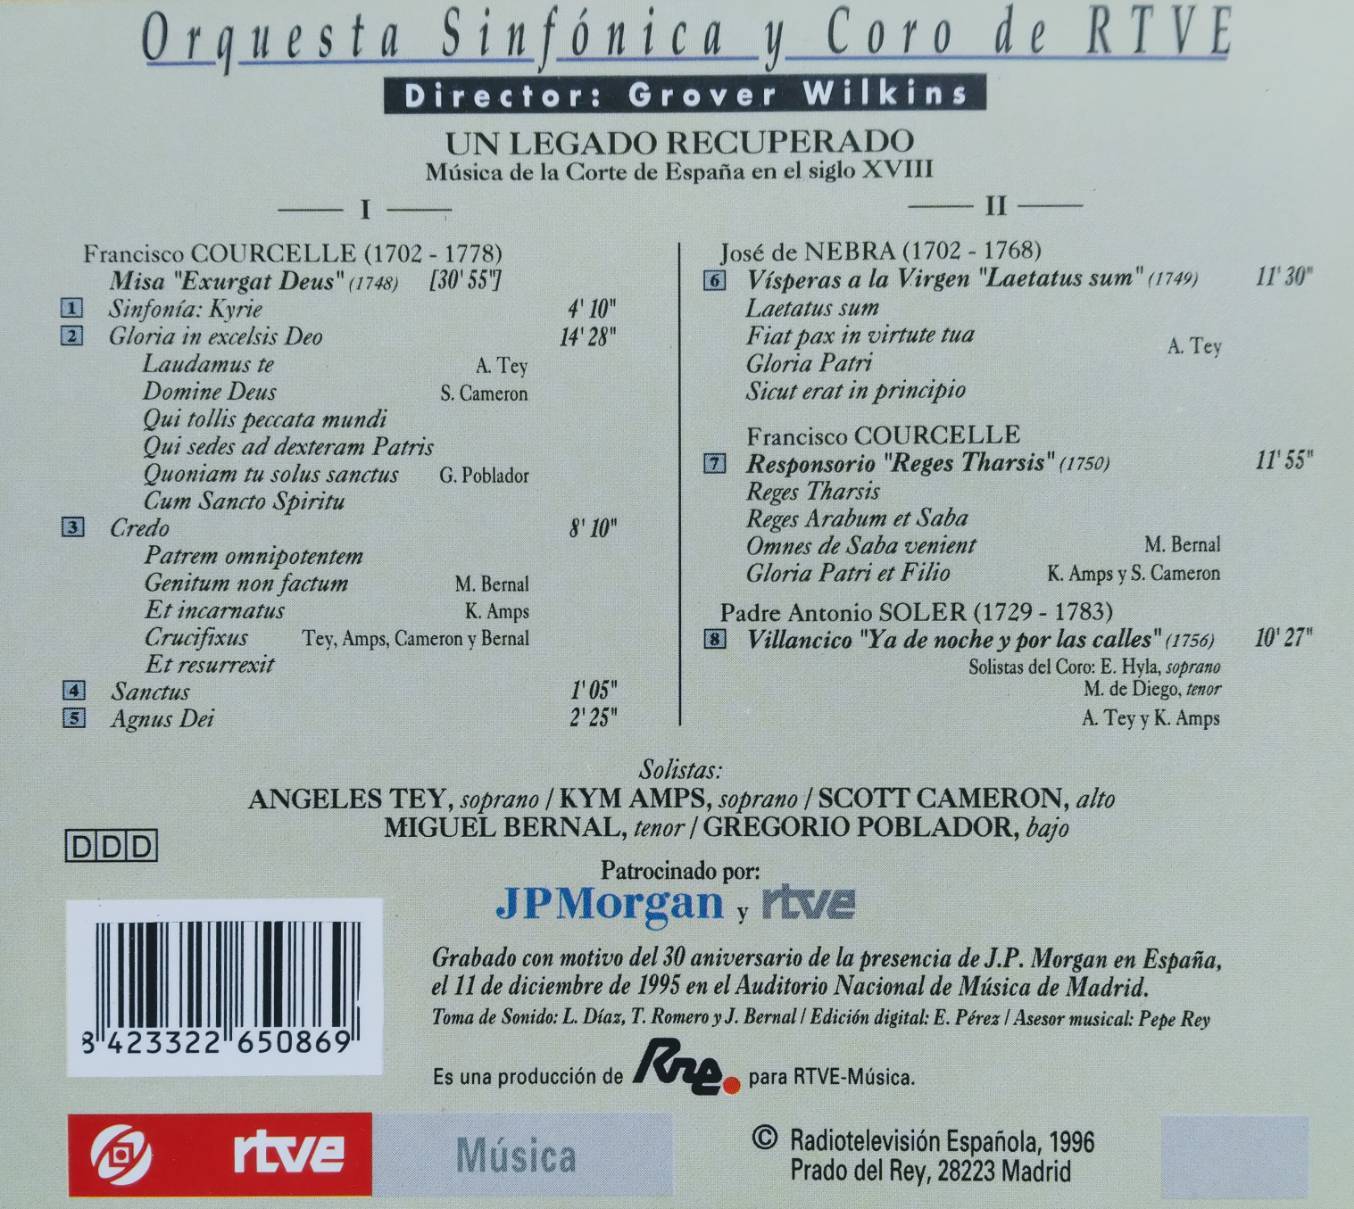 Orquesta Sinfónica y Coro de RTVE
Director: Grover Wilkins
UN LEGADO RECUPERADO
Música de la Corte de España en el siglo XVIII
I
Francisco COURCELLE (1702 - 1778)
Misa "Exurgat Deus" (1748) [30'55"]
1 Sinfonía: Kyrie 4'10"
2 Gloria in excelsis Deo 14'28"
Laudamus te A. Tey
Domine Deus S. Cameron
Qui tollis peccata mundi
Qui sedes ad dexteram Patris
Quoniam tu solus sanctus G. Poblador
Cum Sancto Spiritu
3 Credo 8'10"
Patrem omnipotentem
Genitum non factum M. Bernal
Et incarnatus K. Amps
Crucifixus Tey, Amps, Cameron y Bernal
Et resurrexit
4 Sanctus 1'05"
5 Agnus Dei 2'25"
II
José de NEBRA (1702 - 1768)
6 Vísperas a la Virgen "Laetatus sum" (1749) 11'30"
Laetatus sum
Fiat pax in virtute tua
A. Tey
Gloria Patri
Sicut erat in principio
Francisco COURCELLE
7 Responsorio "Reges Tharsis" (1750) 11'55"
Reges Tharsis
Reges Arabum et Saba
Omnes de Saba venient M. Bernal
Gloria Patri et Filio K. Amps y S. Cameron
Padre Antonio SOLER (1729 - 1783)
8 Villancico "Ya de noche y por las calles" (1756) 10'27"
Solistas del Coro: E. Hyla, soprano
M. de Diego, tenor
A. Tey y K. Amps
Solistas:
ANGELES TEY, soprano / KYM AMPS, soprano / SCOTT CAMERON, alto
MIGUEL BERNAL, tenor / GREGORIO POBLADOR, bajo
DDD
Patrocinado por:
JPMorgan y rtve
Grabado con motivo del 30 aniversario de la presencia de J.P. Morgan en España,
el 11 de diciembre de 1995 en el Auditorio Nacional de Música de Madrid.
Toma de Sonido: L. Díaz, T. Romero y J. Bernal / Edición digital: E. Pérez / Asesor musical: Pepe Rey
8 423322 650869
Es una producción de Rne. para RTVE-Música.
rtve Música
© Radiotelevisión Española, 1996
Prado del Rey, 28223 Madrid